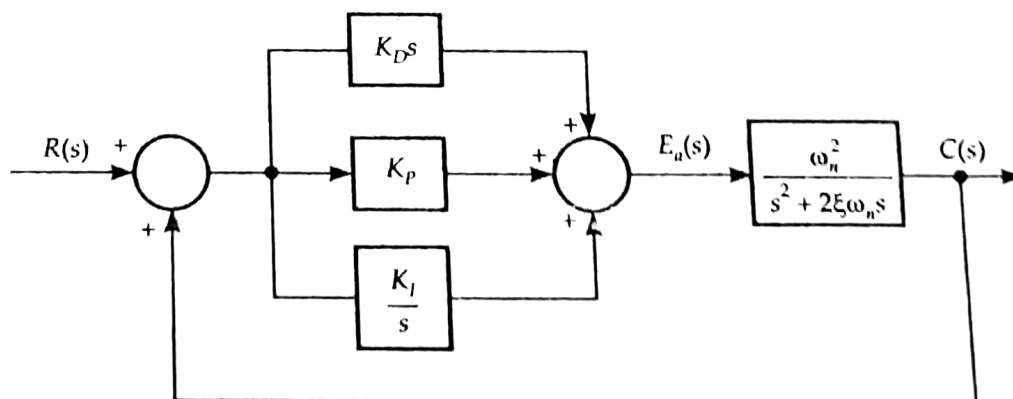 K_D s
R(s)
+
+
K_P
K_I
s
+
+
+
E_a(s)
ω_n^2
s^2 + 2ξω_n s
C(s)